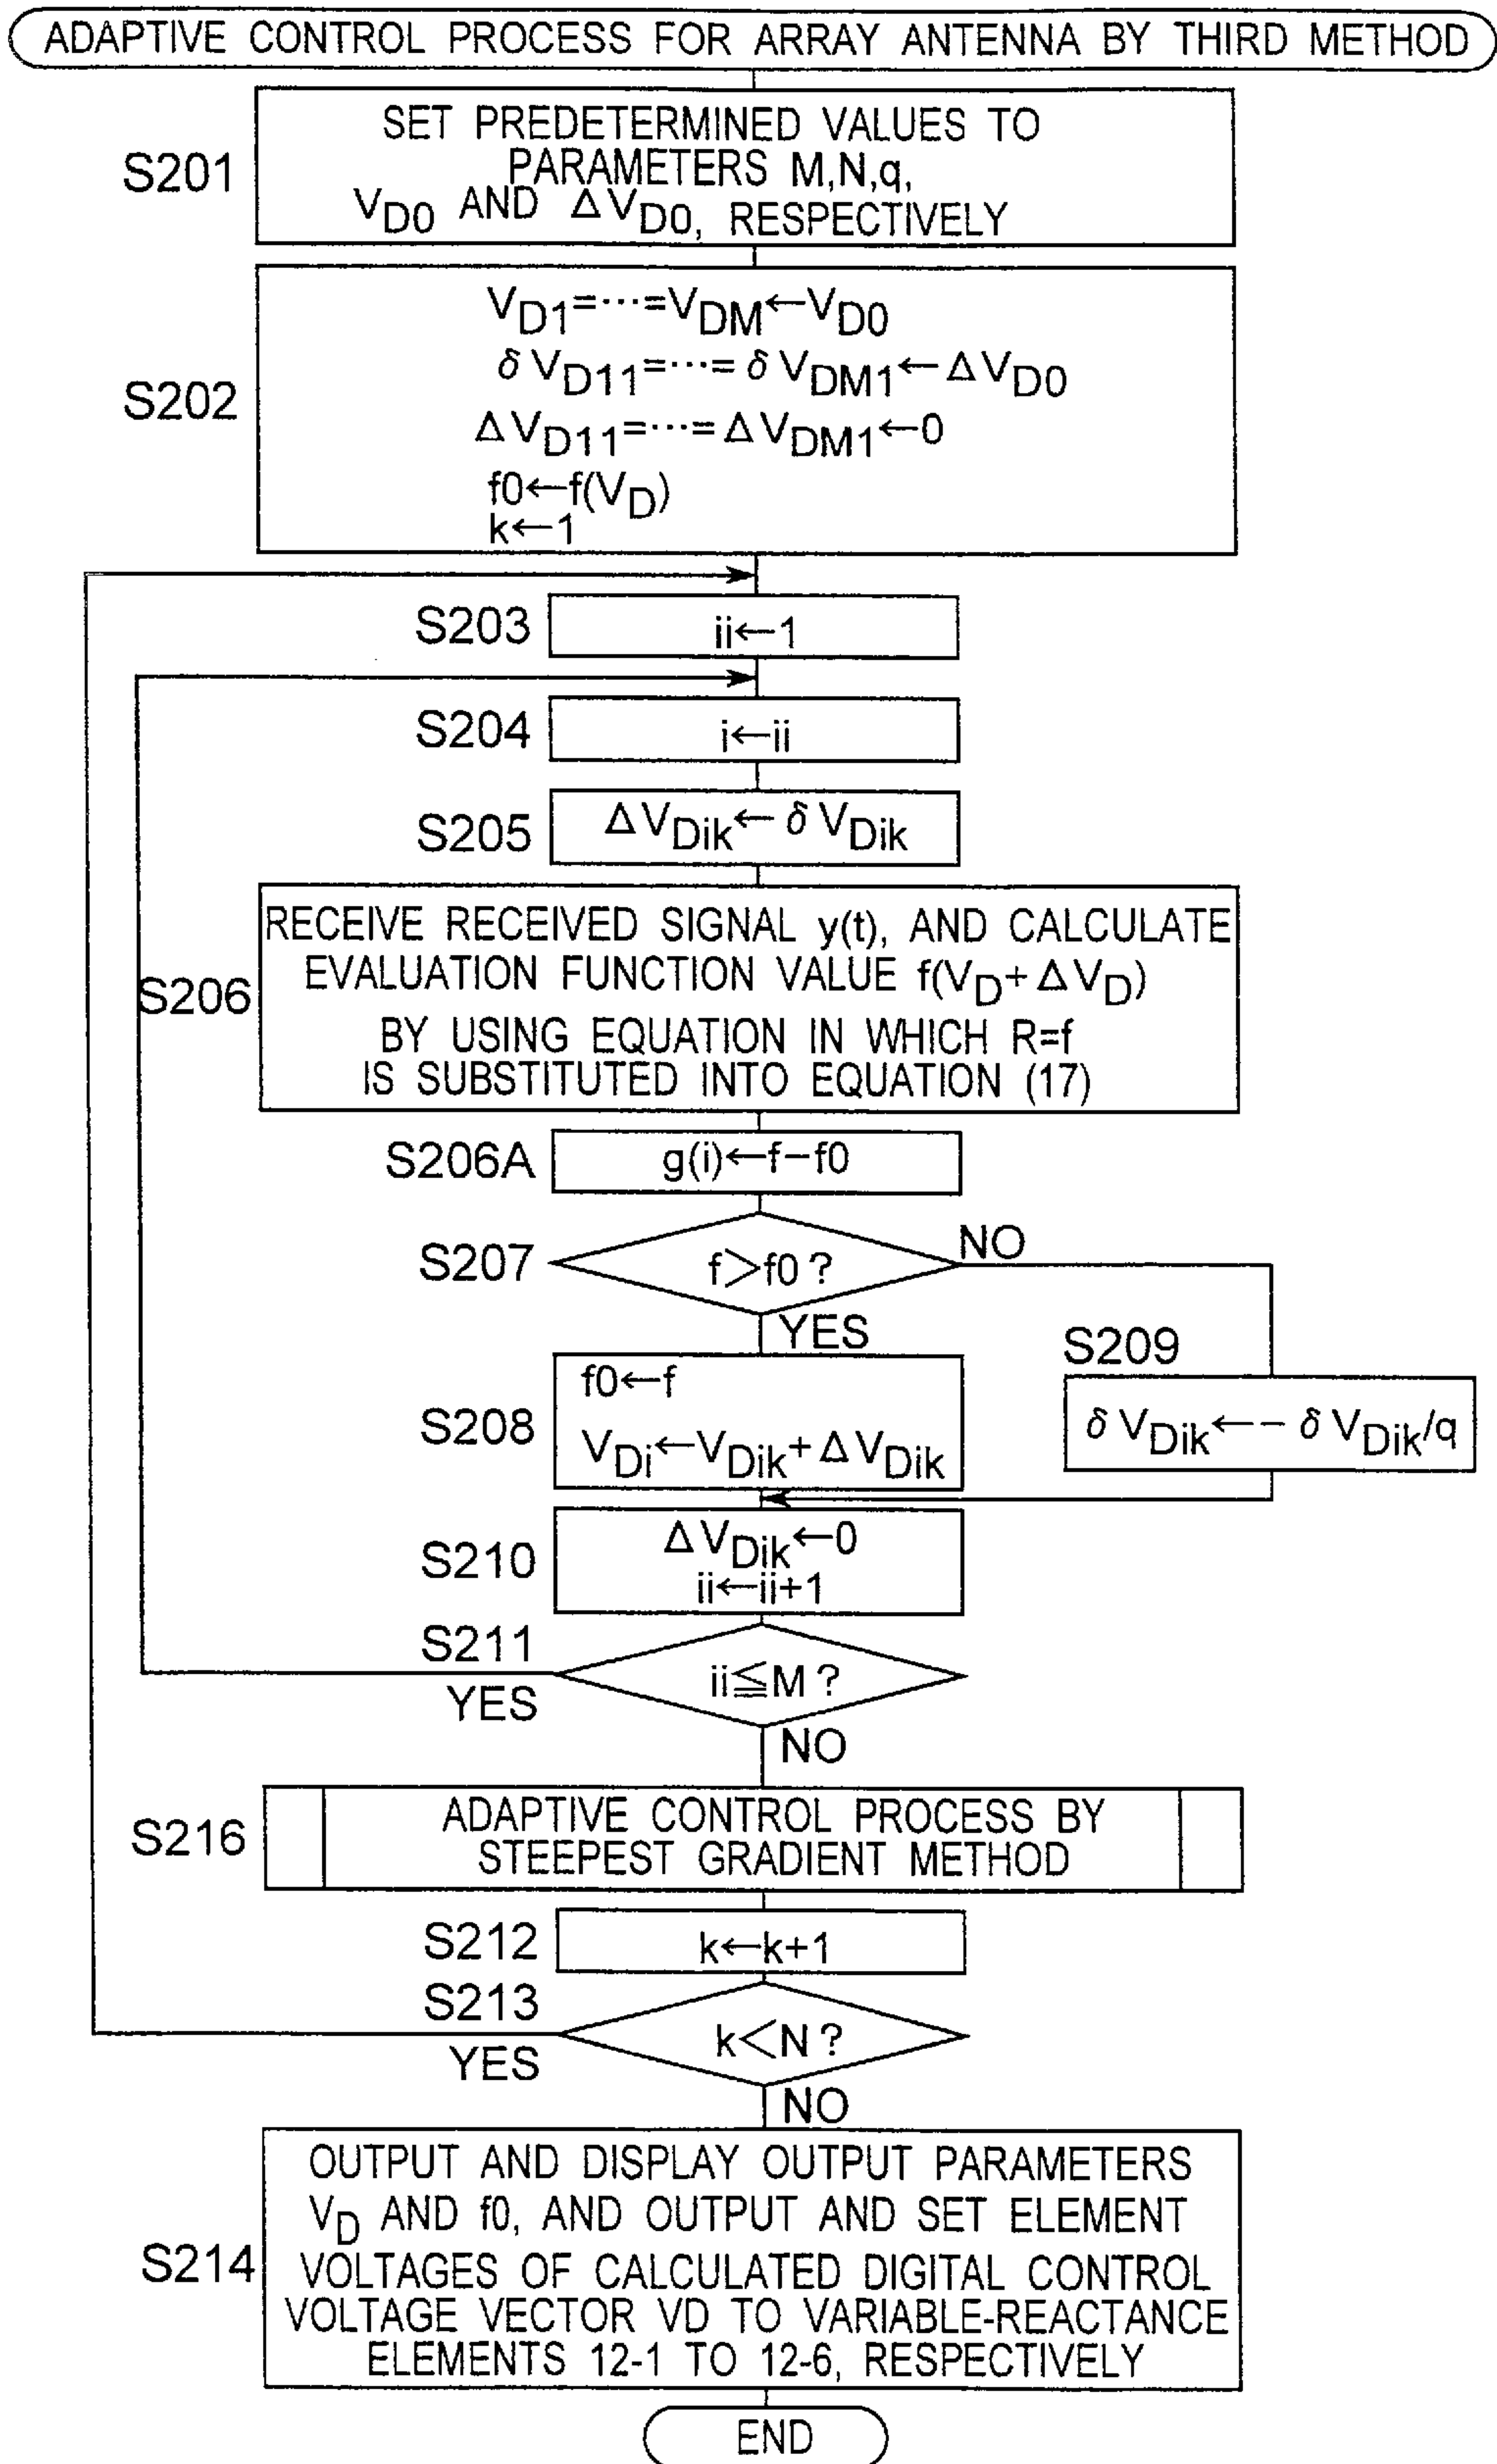 ADAPTIVE CONTROL PROCESS FOR ARRAY ANTENNA BY THIRD METHOD
S201
SET PREDETERMINED VALUES TO
PARAMETERS M,N,q,
VD0 AND ΔVD0, RESPECTIVELY
S202
VD1=···=VDM←VD0
δVD11=···=δVDM1←ΔVD0
ΔVD11=···=ΔVDM1←0
f0←f(VD)
k←1
S203
ii←1
S204
i←ii
S205
ΔVDik←δVDik
S206
RECEIVE RECEIVED SIGNAL y(t), AND CALCULATE
EVALUATION FUNCTION VALUE f(VD+ΔVD)
BY USING EQUATION IN WHICH R=f
IS SUBSTITUTED INTO EQUATION (17)
S206A
g(i)←f-f0
S207
f>f0?
NO
YES
S208
f0←f
VDi←VDik+ΔVDik
S209
δVDik←-δVDik/q
S210
ΔVDik←0
ii←ii+1
S211
ii≦M?
YES
NO
S216
ADAPTIVE CONTROL PROCESS BY
STEEPEST GRADIENT METHOD
S212
k←k+1
S213
k<N?
YES
NO
S214
OUTPUT AND DISPLAY OUTPUT PARAMETERS
VD AND f0, AND OUTPUT AND SET ELEMENT
VOLTAGES OF CALCULATED DIGITAL CONTROL
VOLTAGE VECTOR VD TO VARIABLE-REACTANCE
ELEMENTS 12-1 TO 12-6, RESPECTIVELY
END